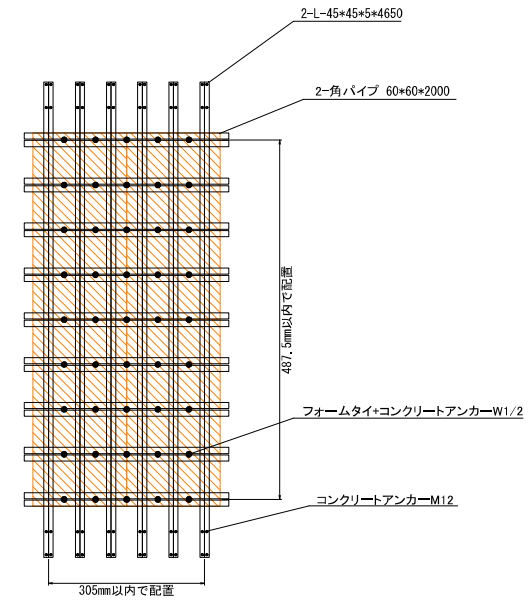 2-L-45*45*5*4650
2-角パイプ 60*60*2000
487.5mm以内で配置
フォームタイ+コンクリートアンカーW1/2
コンクリートアンカーM12
305mm以内で配置